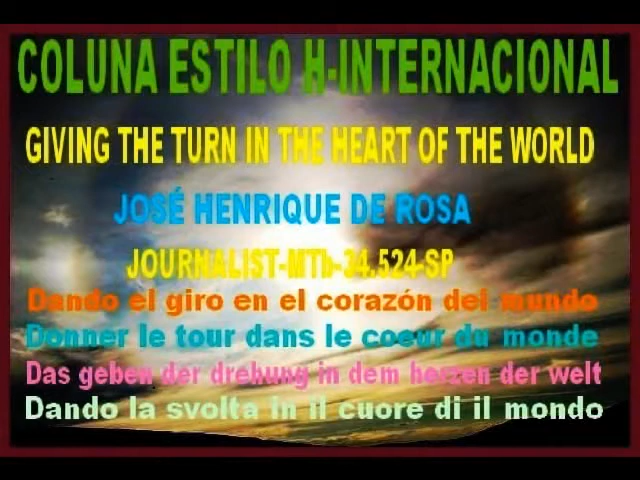 COLUNA ESTILO H-INTERNACIONAL
GIVING THE TURN IN THE HEART OF THE WORLD
JOSÉ HENRIQUE DE ROSA
JOURNALIST-MTb-34.524-SP
Dando el giro en el corazón del mundo
Donner le tour dans le coeur du monde
Das geben der drehung in dem herzen der welt
Dando la svolta in il cuore di il mondo